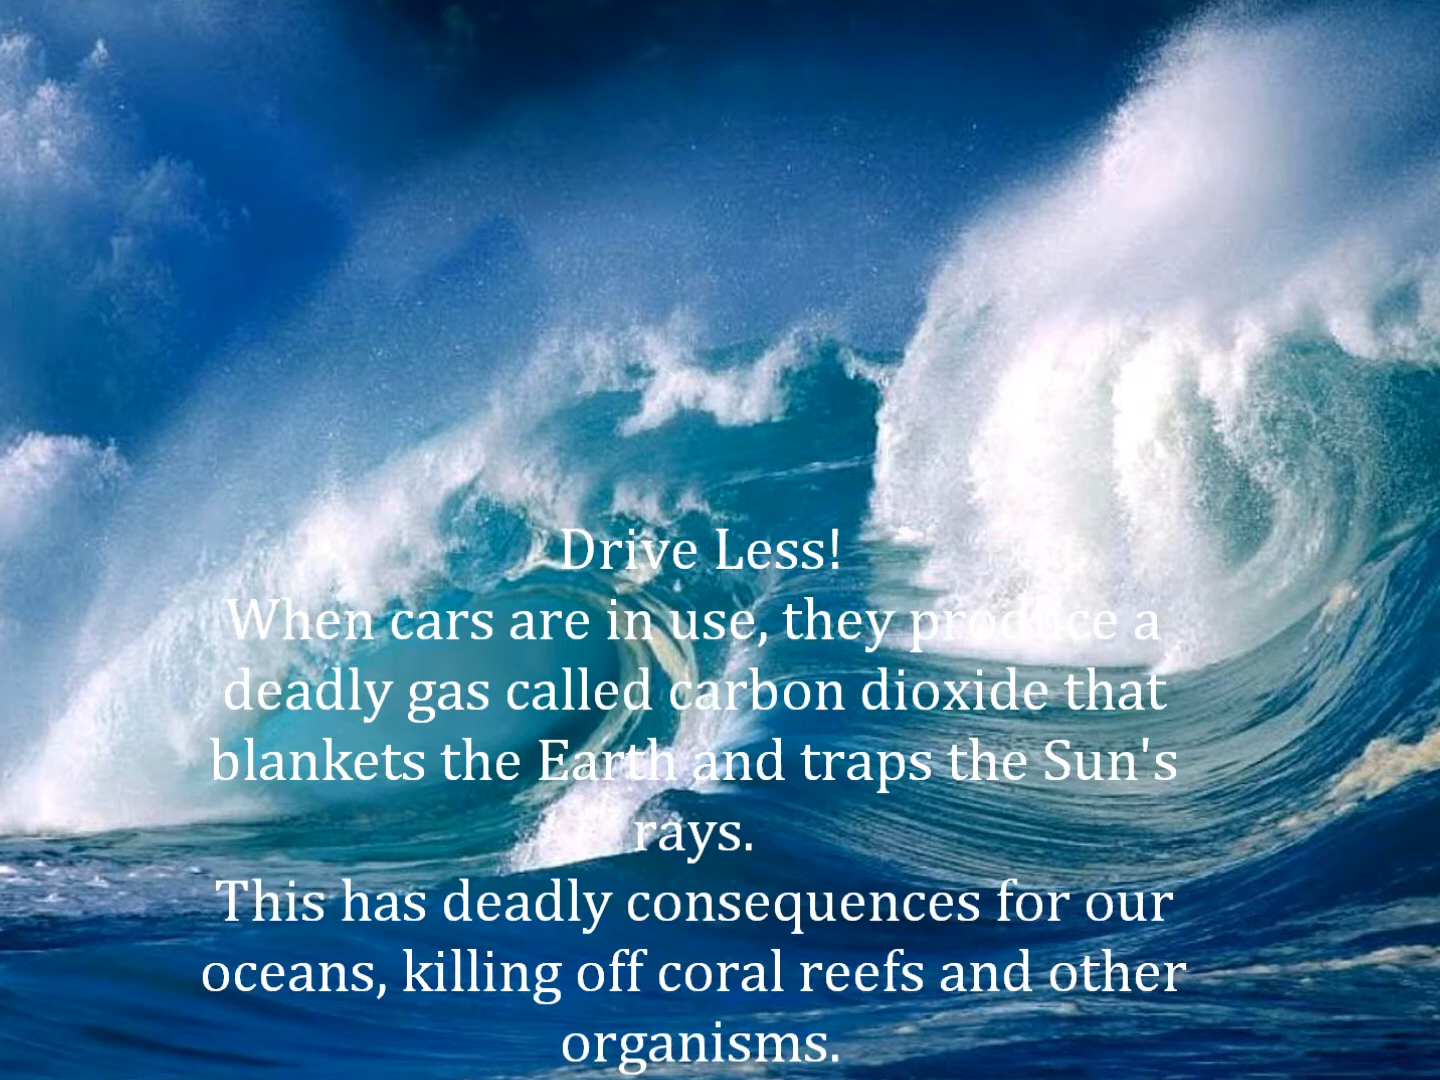 Drive Less!
When cars are in use, they produce a
deadly gas called carbon dioxide that
blankets the Earth and traps the Sun's
rays.
This has deadly consequences for our
oceans, killing off coral reefs and other
organisms.